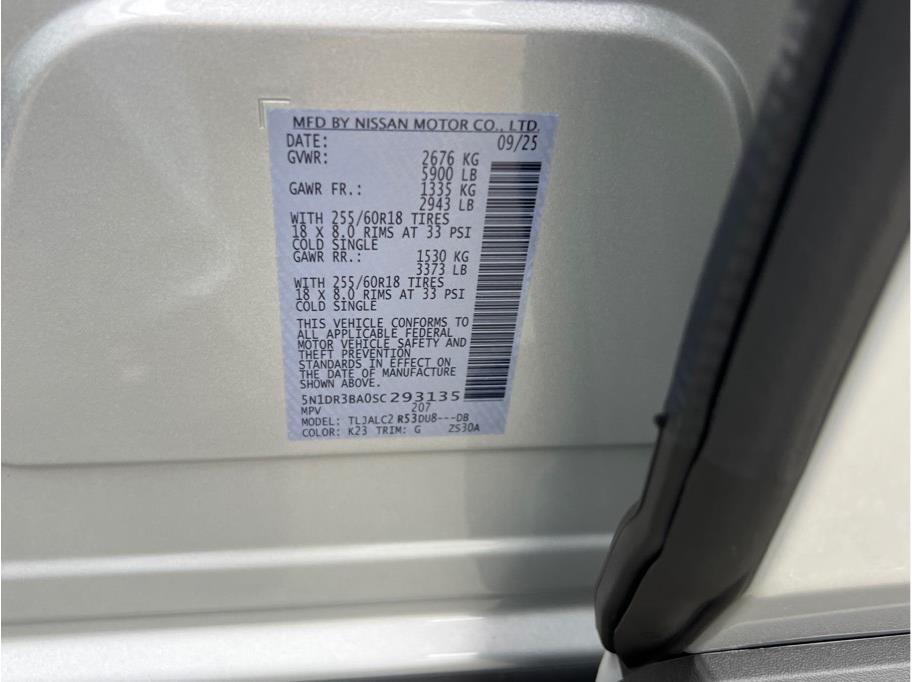 MFD BY NISSAN MOTOR CO., LTD.
DATE: 09/25
GVWR: 2676 KG
5900 LB
GAWR FR.: 1335 KG
2943 LB
WITH 255/60R18 TIRES
18 X 8.0 RIMS AT 33 PSI
COLD SINGLE
GAWR RR.: 1530 KG
3373 LB
WITH 255/60R18 TIRES
18 X 8.0 RIMS AT 33 PSI
COLD SINGLE
THIS VEHICLE CONFORMS TO
ALL APPLICABLE FEDERAL
MOTOR VEHICLE SAFETY AND
THEFT PREVENTION
STANDARDS IN EFFECT ON
THE DATE OF MANUFACTURE
SHOWN ABOVE.
5N1DR3BA0SC293135
MPV 207
MODEL: TLJALC2 R53DU8---DB
COLOR: K23 TRIM: G ZS30A